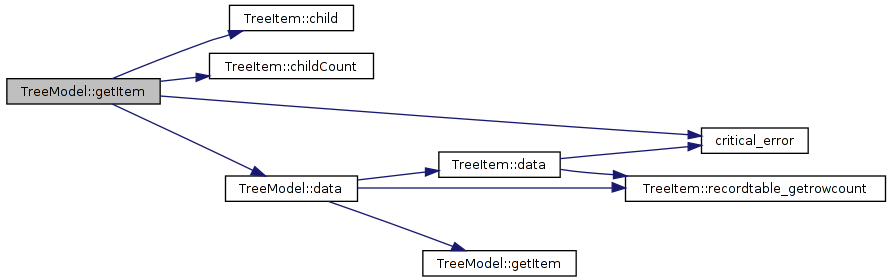 TreeItem::child
TreeItem::childCount
TreeModel::getItem
critical_error
TreeItem::data
TreeModel::data
TreeItem::recordtable_getrowcount
TreeModel::getItem